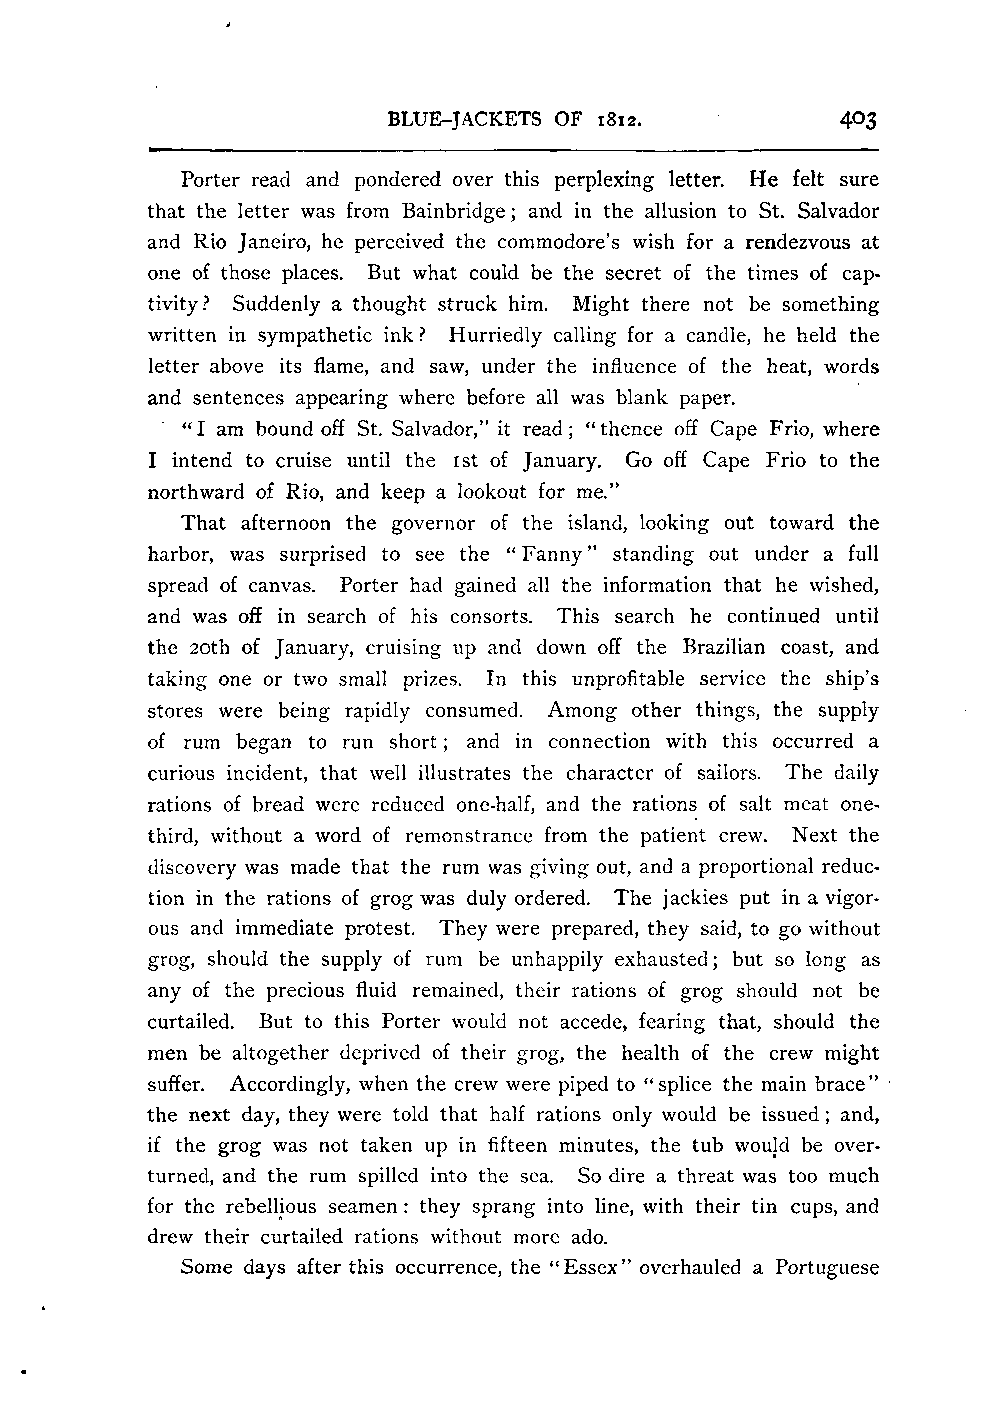 BLUE-JACKETS OF 1812. 403
Porter read and pondered over this perplexing letter. He felt sure
that the letter was from Bainbridge; and in the allusion to St. Salvador
and Rio Janeiro, he perceived the commodore's wish for a rendezvous at
one of those places. But what could be the secret of the times of cap-
tivity? Suddenly a thought struck him. Might there not be something
written in sympathetic ink? Hurriedly calling for a candle, he held the
letter above its flame, and saw, under the influence of the heat, words
and sentences appearing where before all was blank paper.
"I am bound off St. Salvador," it read; "thence off Cape Frio, where
I intend to cruise until the 1st of January. Go off Cape Frio to the
northward of Rio, and keep a lookout for me."
That afternoon the governor of the island, looking out toward the
harbor, was surprised to see the "Fanny" standing out under a full
spread of canvas. Porter had gained all the information that he wished,
and was off in search of his consorts. This search he continued until
the 20th of January, cruising up and down off the Brazilian coast, and
taking one or two small prizes. In this unprofitable service the ship's
stores were being rapidly consumed. Among other things, the supply
of rum began to run short; and in connection with this occurred a
curious incident, that well illustrates the character of sailors. The daily
rations of bread were reduced one-half, and the rations of salt meat one-
third, without a word of remonstrance from the patient crew. Next the
discovery was made that the rum was giving out, and a proportional reduc-
tion in the rations of grog was duly ordered. The jackies put in a vigor-
ous and immediate protest. They were prepared, they said, to go without
grog, should the supply of rum be unhappily exhausted; but so long as
any of the precious fluid remained, their rations of grog should not be
curtailed. But to this Porter would not accede, fearing that, should the
men be altogether deprived of their grog, the health of the crew might
suffer. Accordingly, when the crew were piped to "splice the main brace"
the next day, they were told that half rations only would be issued; and,
if the grog was not taken up in fifteen minutes, the tub would be over-
turned, and the rum spilled into the sea. So dire a threat was too much
for the rebellious seamen: they sprang into line, with their tin cups, and
drew their curtailed rations without more ado.
Some days after this occurrence, the "Essex" overhauled a Portuguese